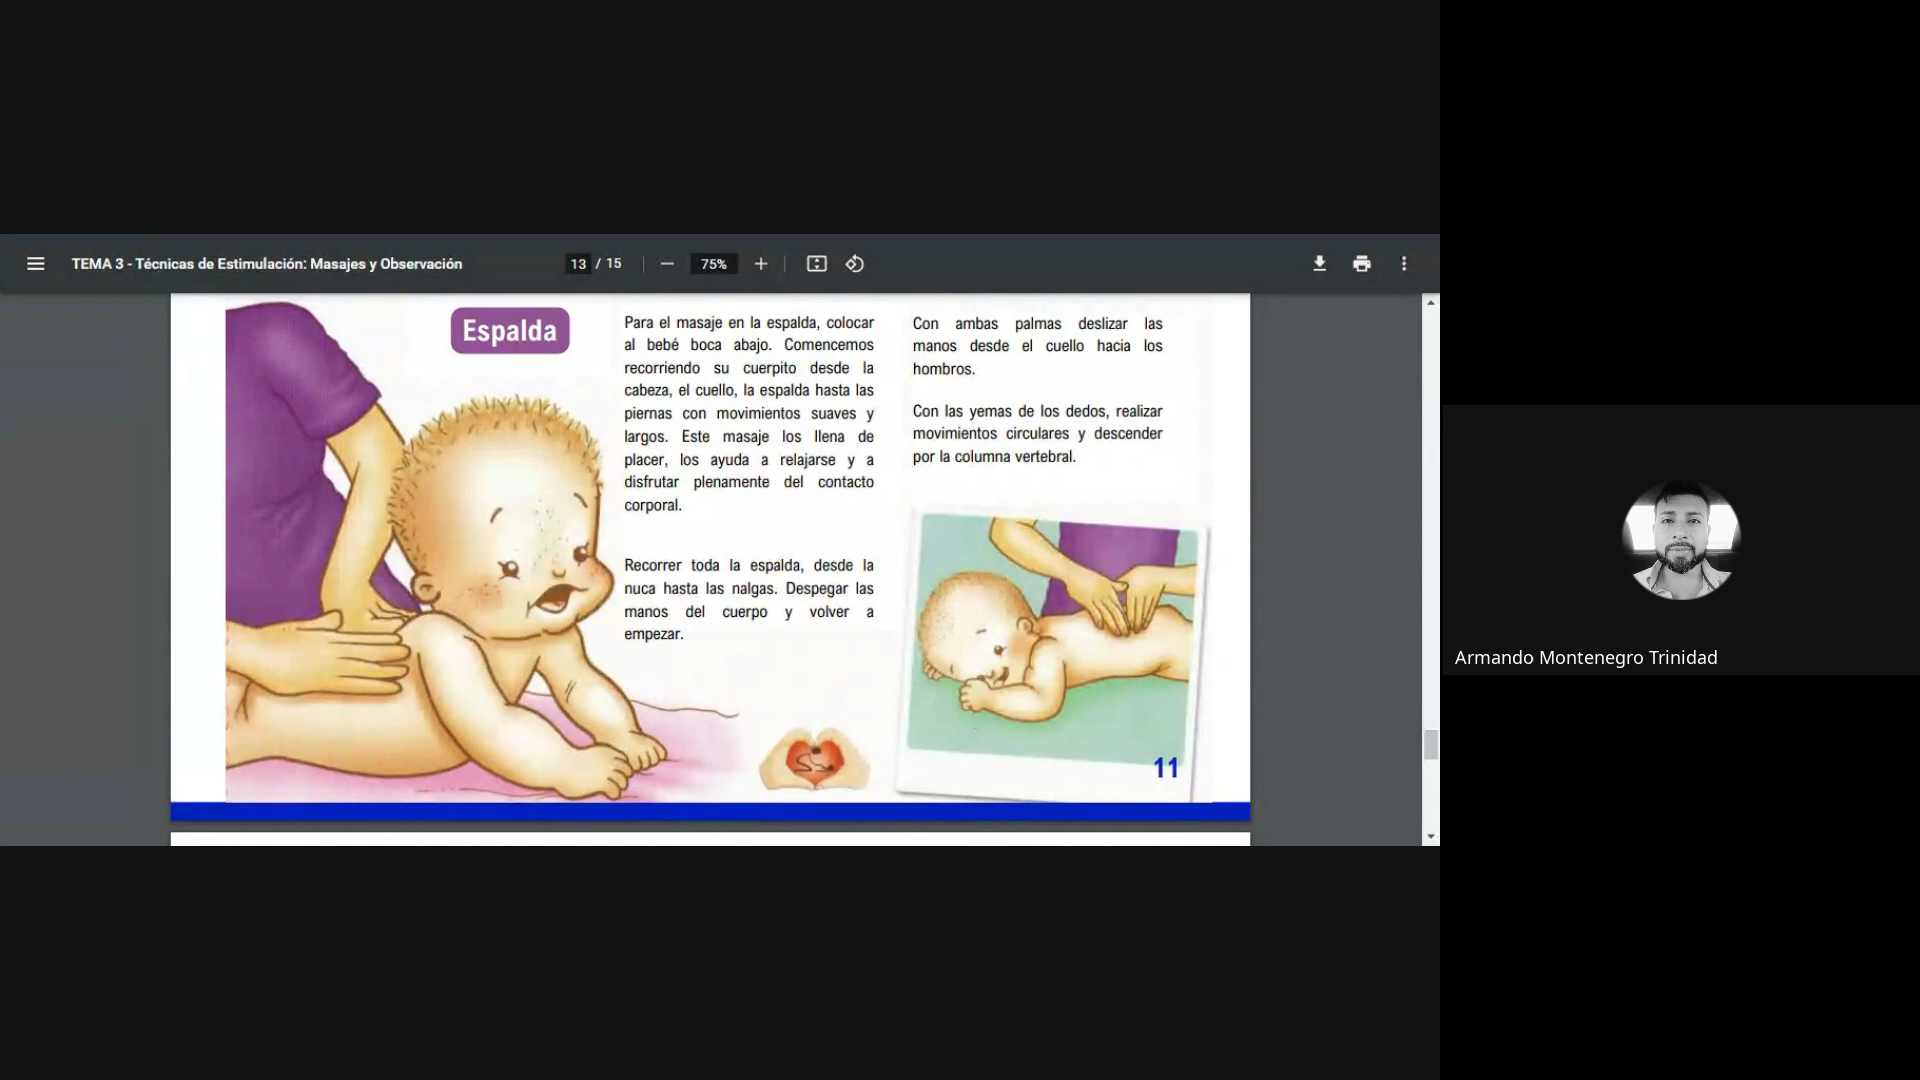 TEMA 3 - Técnicas de Estimulación: Masajes y Observación
13 / 15
75%
Espalda
Para el masaje en la espalda, colocar
al bebé boca abajo. Comencemos
recorriendo su cuerpito desde la
cabeza, el cuello, la espalda hasta las
piernas con movimientos suaves y
largos. Este masaje los llena de
placer, los ayuda a relajarse y a
disfrutar plenamente del contacto
corporal.
Recorrer toda la espalda, desde la
nuca hasta las nalgas. Despegar las
manos del cuerpo y volver a
empezar.
Con ambas palmas deslizar las
manos desde el cuello hacia los
hombros.
Con las yemas de los dedos, realizar
movimientos circulares y descender
por la columna vertebral.
11
Armando Montenegro Trinidad